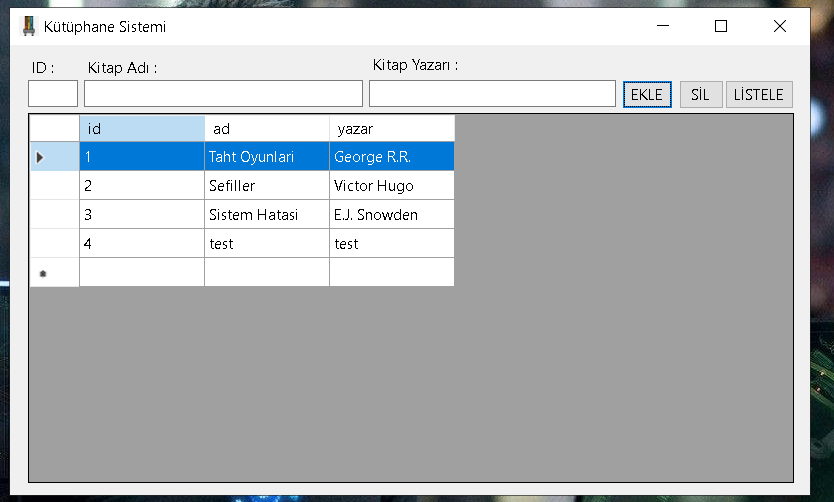 Kütüphane Sistemi
ID : Kitap Adı : Kitap Yazarı :
EKLE SİL LİSTELE
id ad yazar
1 Taht Oyunlari George R.R.
2 Sefiller Victor Hugo
3 Sistem Hatasi E.J. Snowden
4 test test